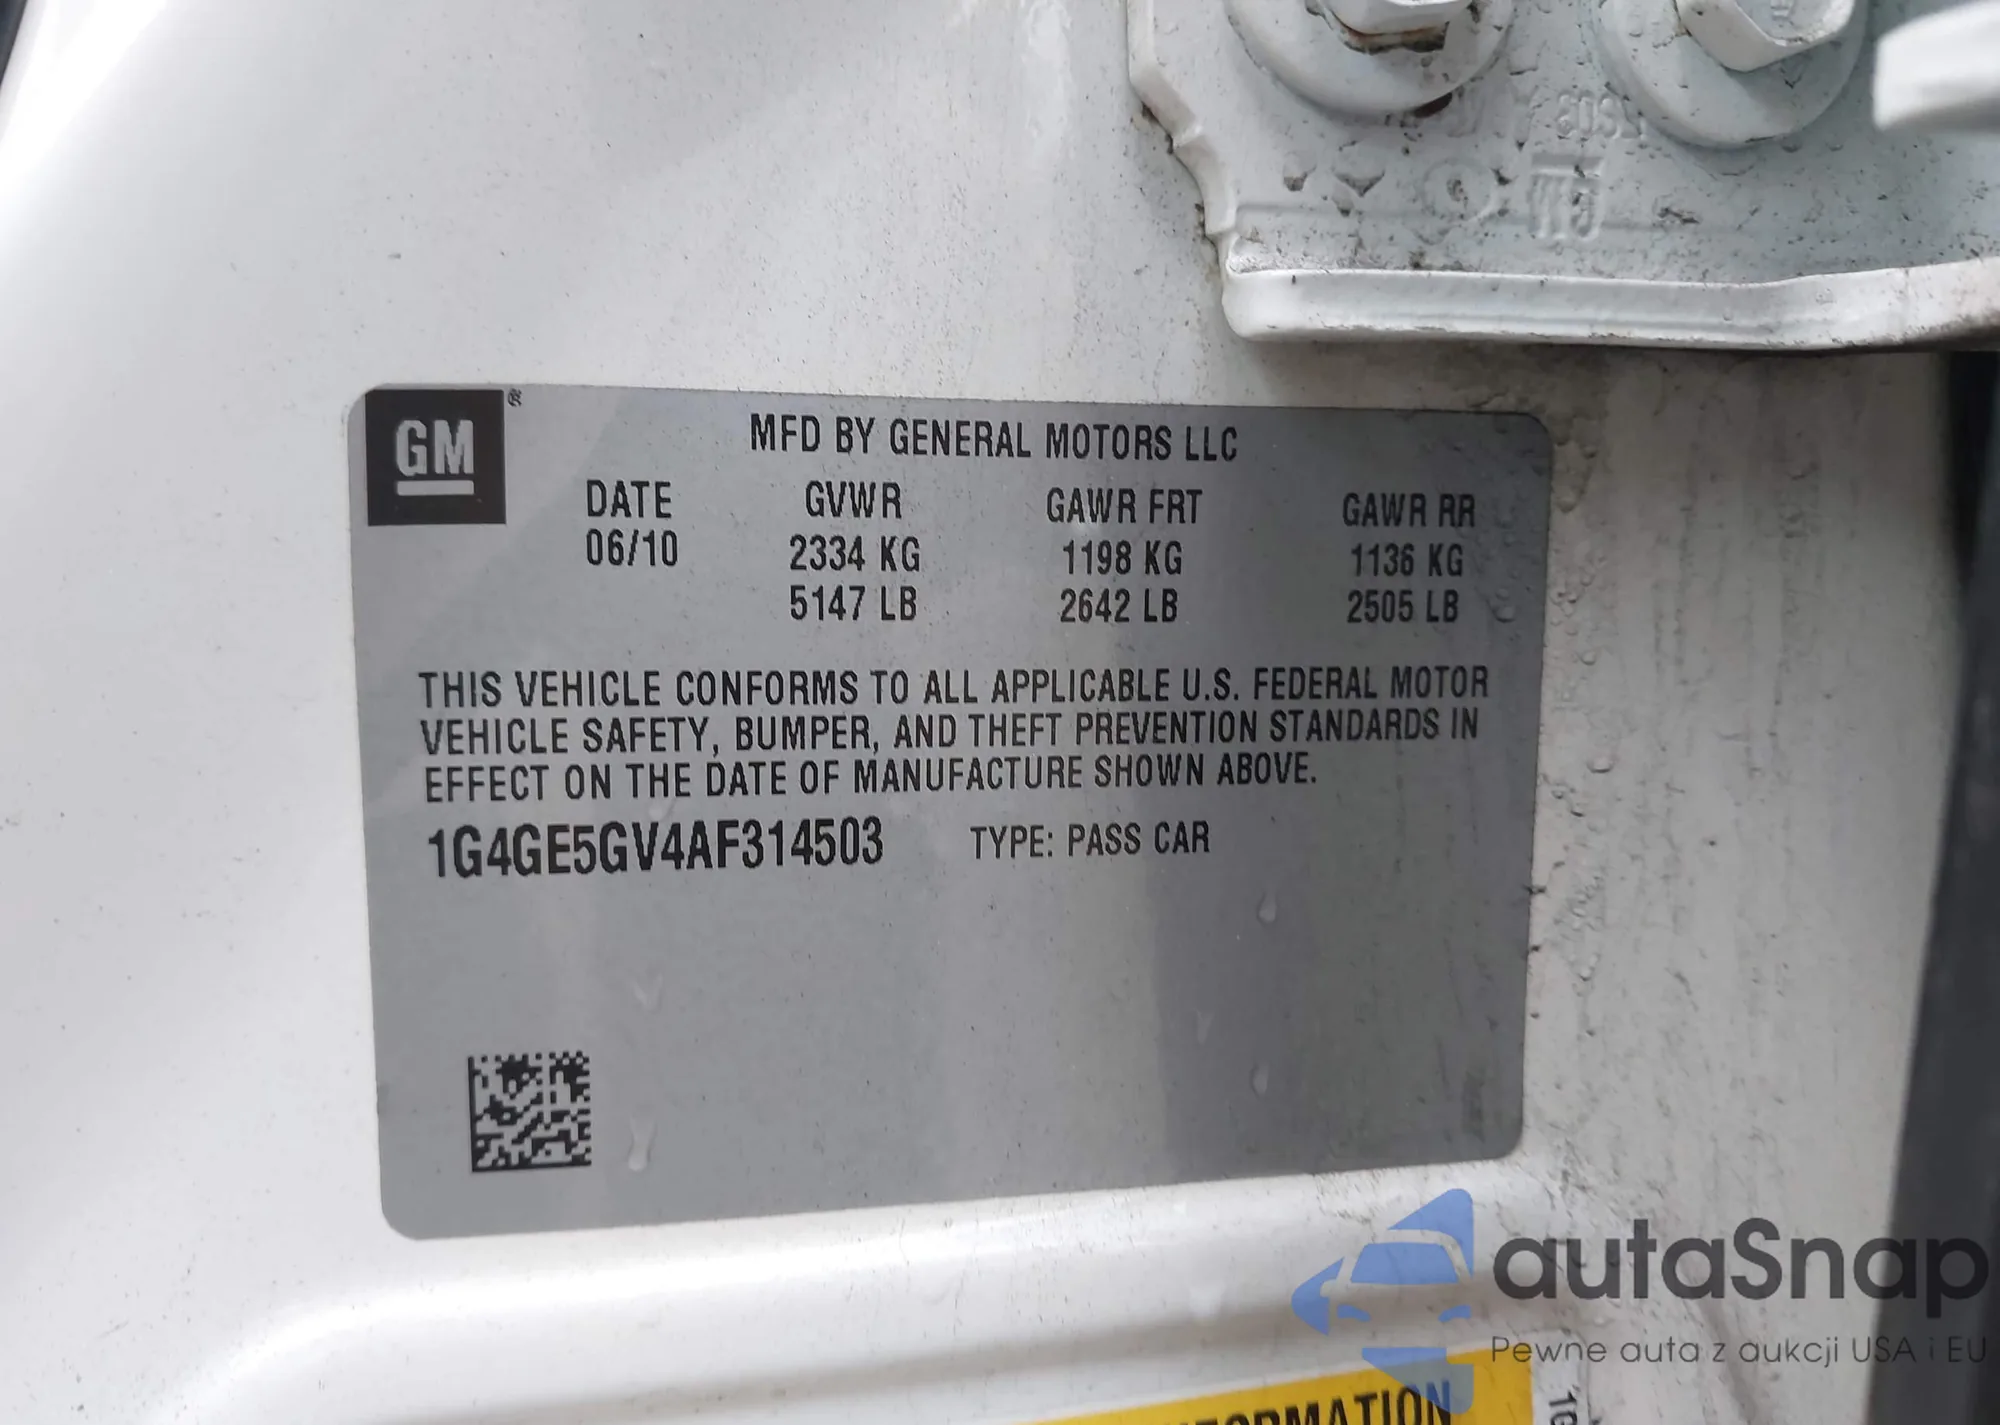 GM
GM ®
MFD BY GENERAL MOTORS LLC
DATE GVWR GAWR FRT GAWR RR
06/10 2334 KG 1198 KG 1136 KG
5147 LB 2642 LB 2505 LB
THIS VEHICLE CONFORMS TO ALL APPLICABLE U.S. FEDERAL MOTOR
VEHICLE SAFETY, BUMPER, AND THEFT PREVENTION STANDARDS IN
EFFECT ON THE DATE OF MANUFACTURE SHOWN ABOVE.
1G4GE5GV4AF314503 TYPE: PASS CAR
autaSnap
Pewne auta z aukcji USA i EU